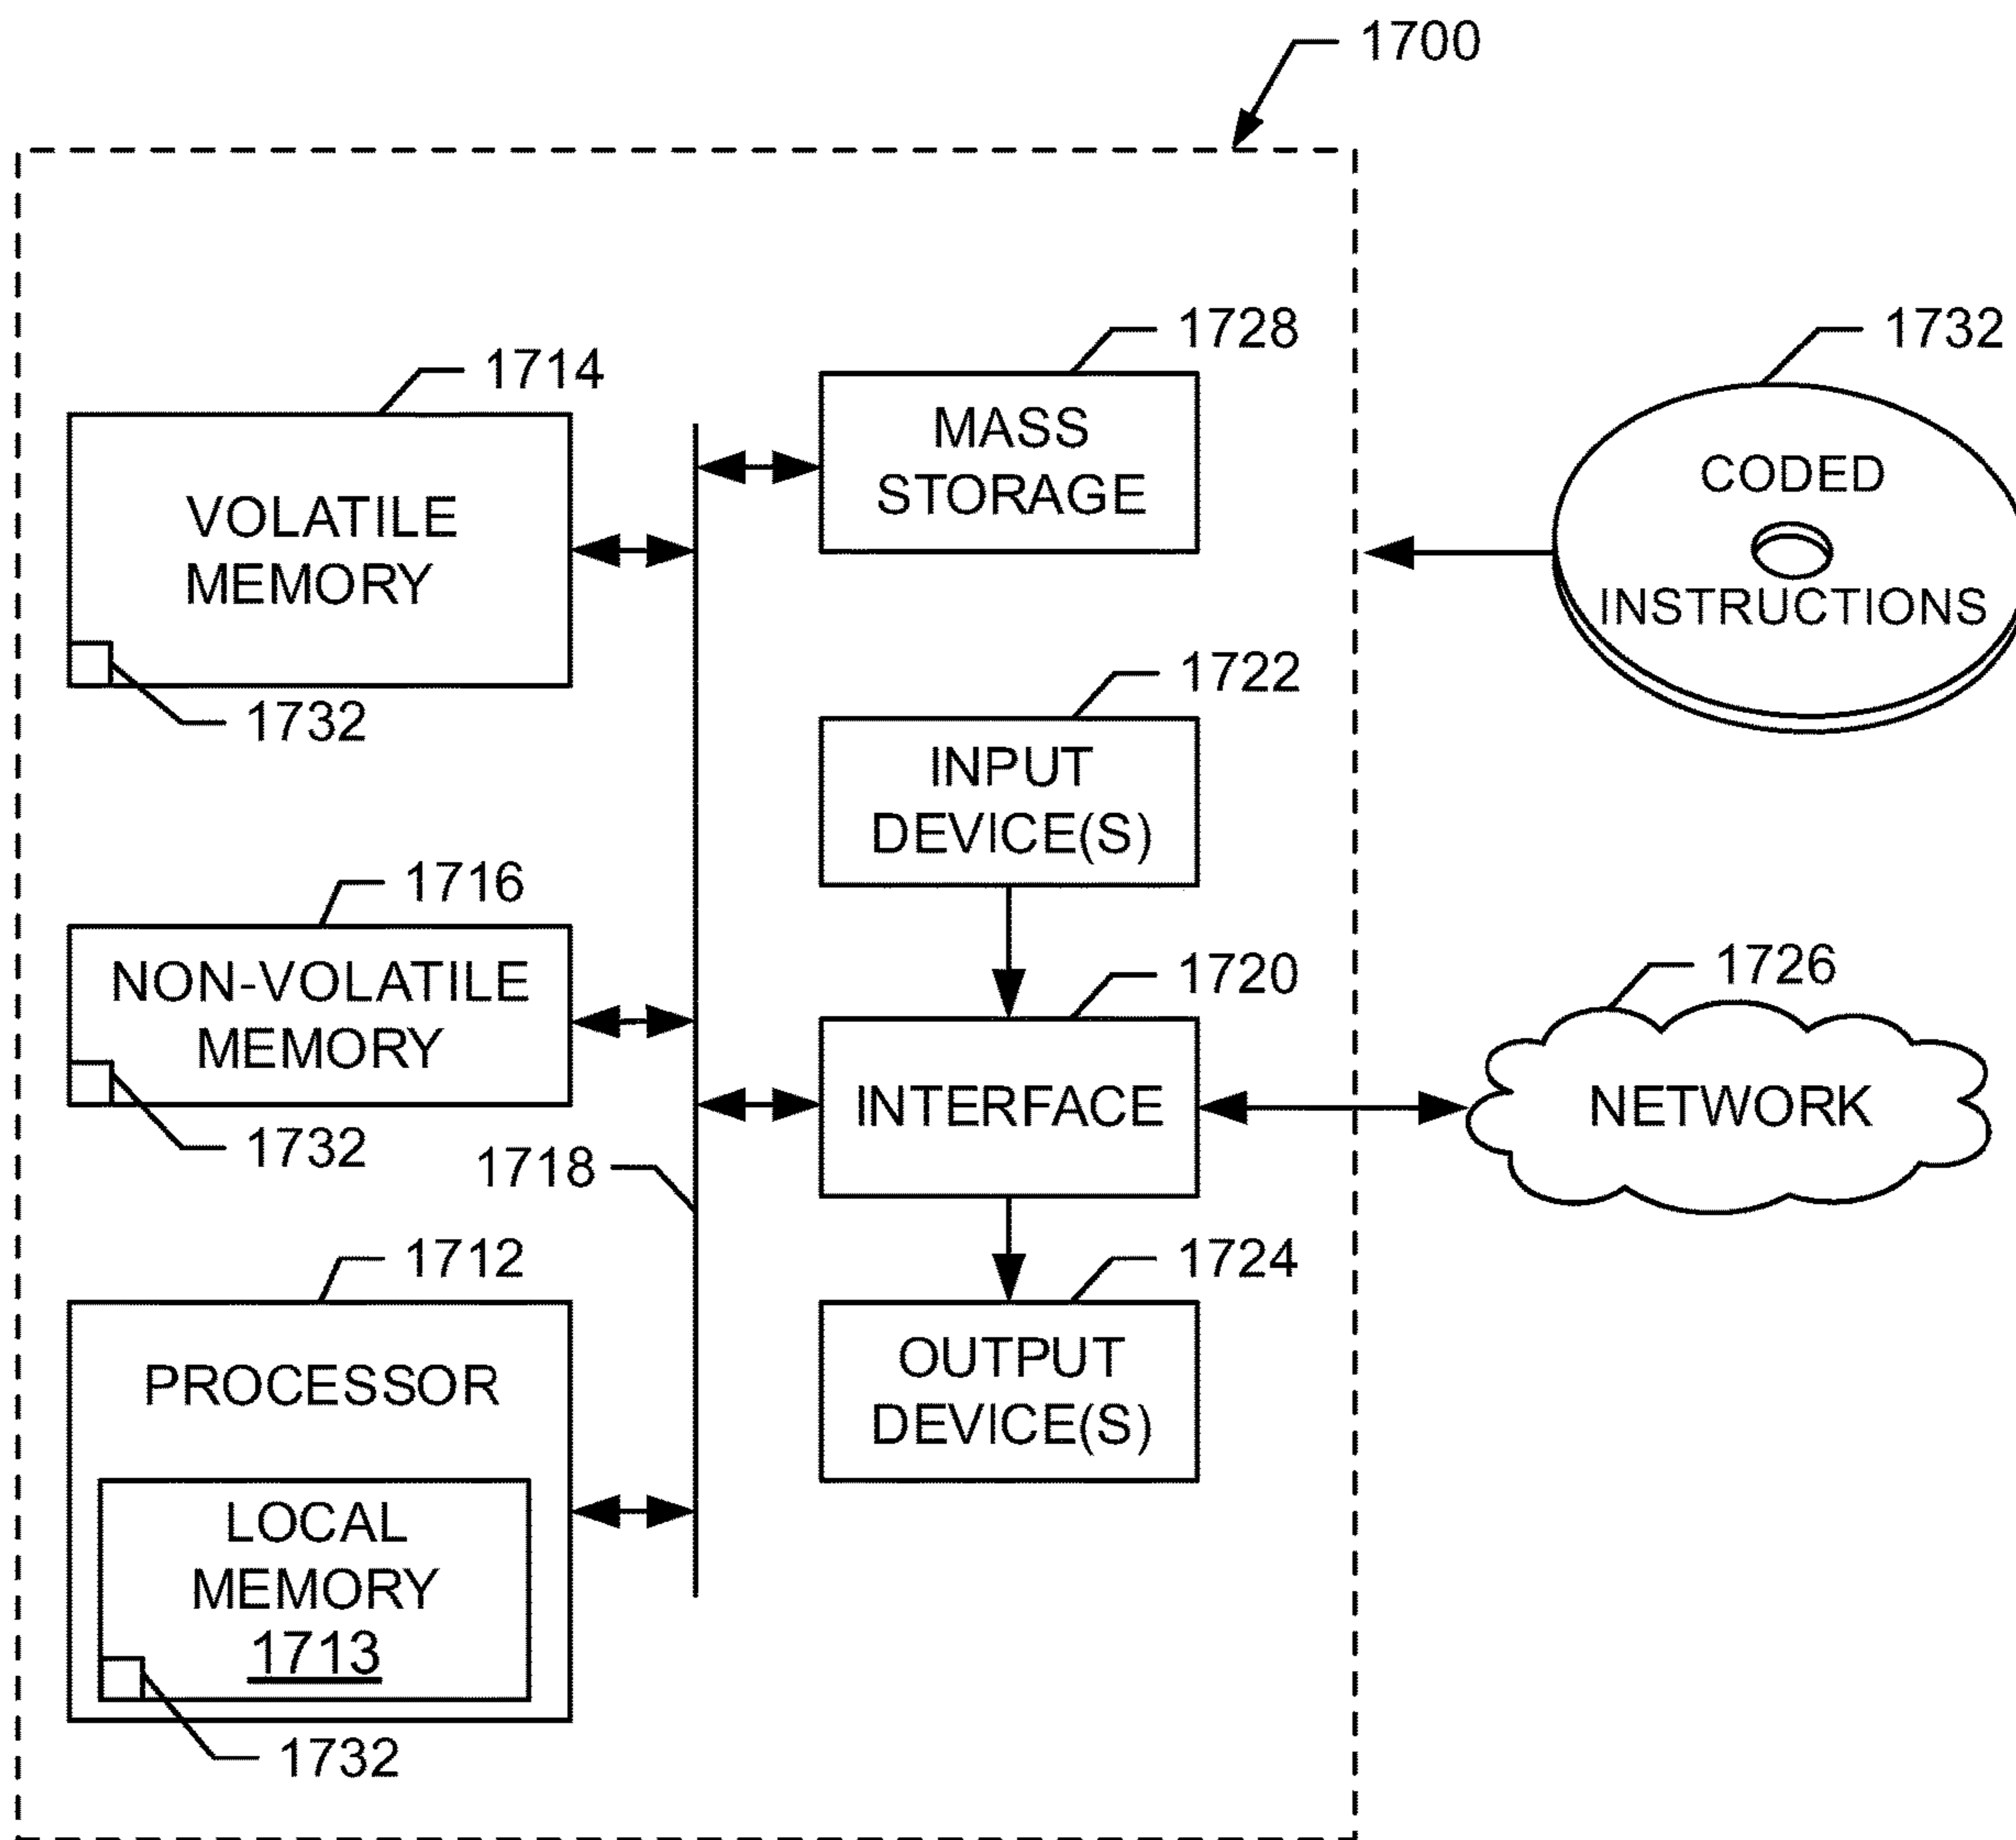 1700
1714
VOLATILE
MEMORY
1732
1716
NON-VOLATILE
MEMORY
1732
1718
1712
PROCESSOR
LOCAL
MEMORY
1713
1732
1728
MASS
STORAGE
1722
INPUT
DEVICE(S)
1720
INTERFACE
1724
OUTPUT
DEVICE(S)
1732
CODED
INSTRUCTIONS
1726
NETWORK